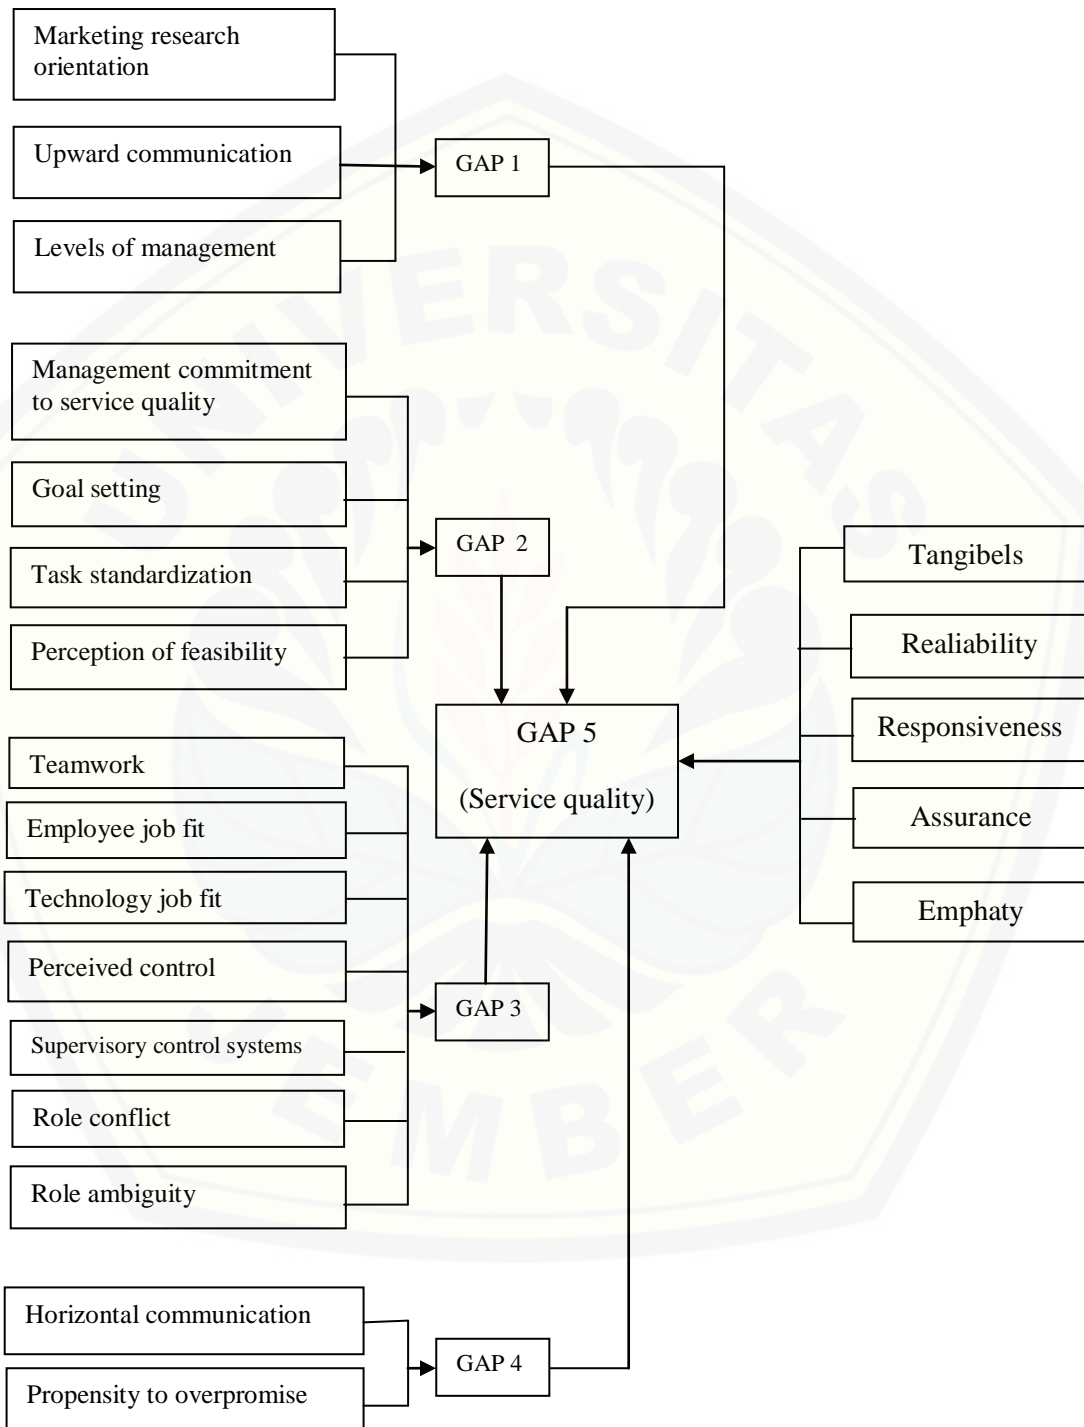 Marketing research
orientation
Upward communication
Levels of management
GAP 1
Management commitment
to service quality
Goal setting
Task standardization
Perception of feasibility
GAP  2
Teamwork
Employee job fit
Technology job fit
Perceived control
Supervisory control systems
Role conflict
Role ambiguity
GAP 3
Horizontal communication
Propensity to overpromise
GAP 4
GAP 5
(Service quality)
Tangibels
Realiability
Responsiveness
Assurance
Emphaty
UNIVERSITAS
JEMBER